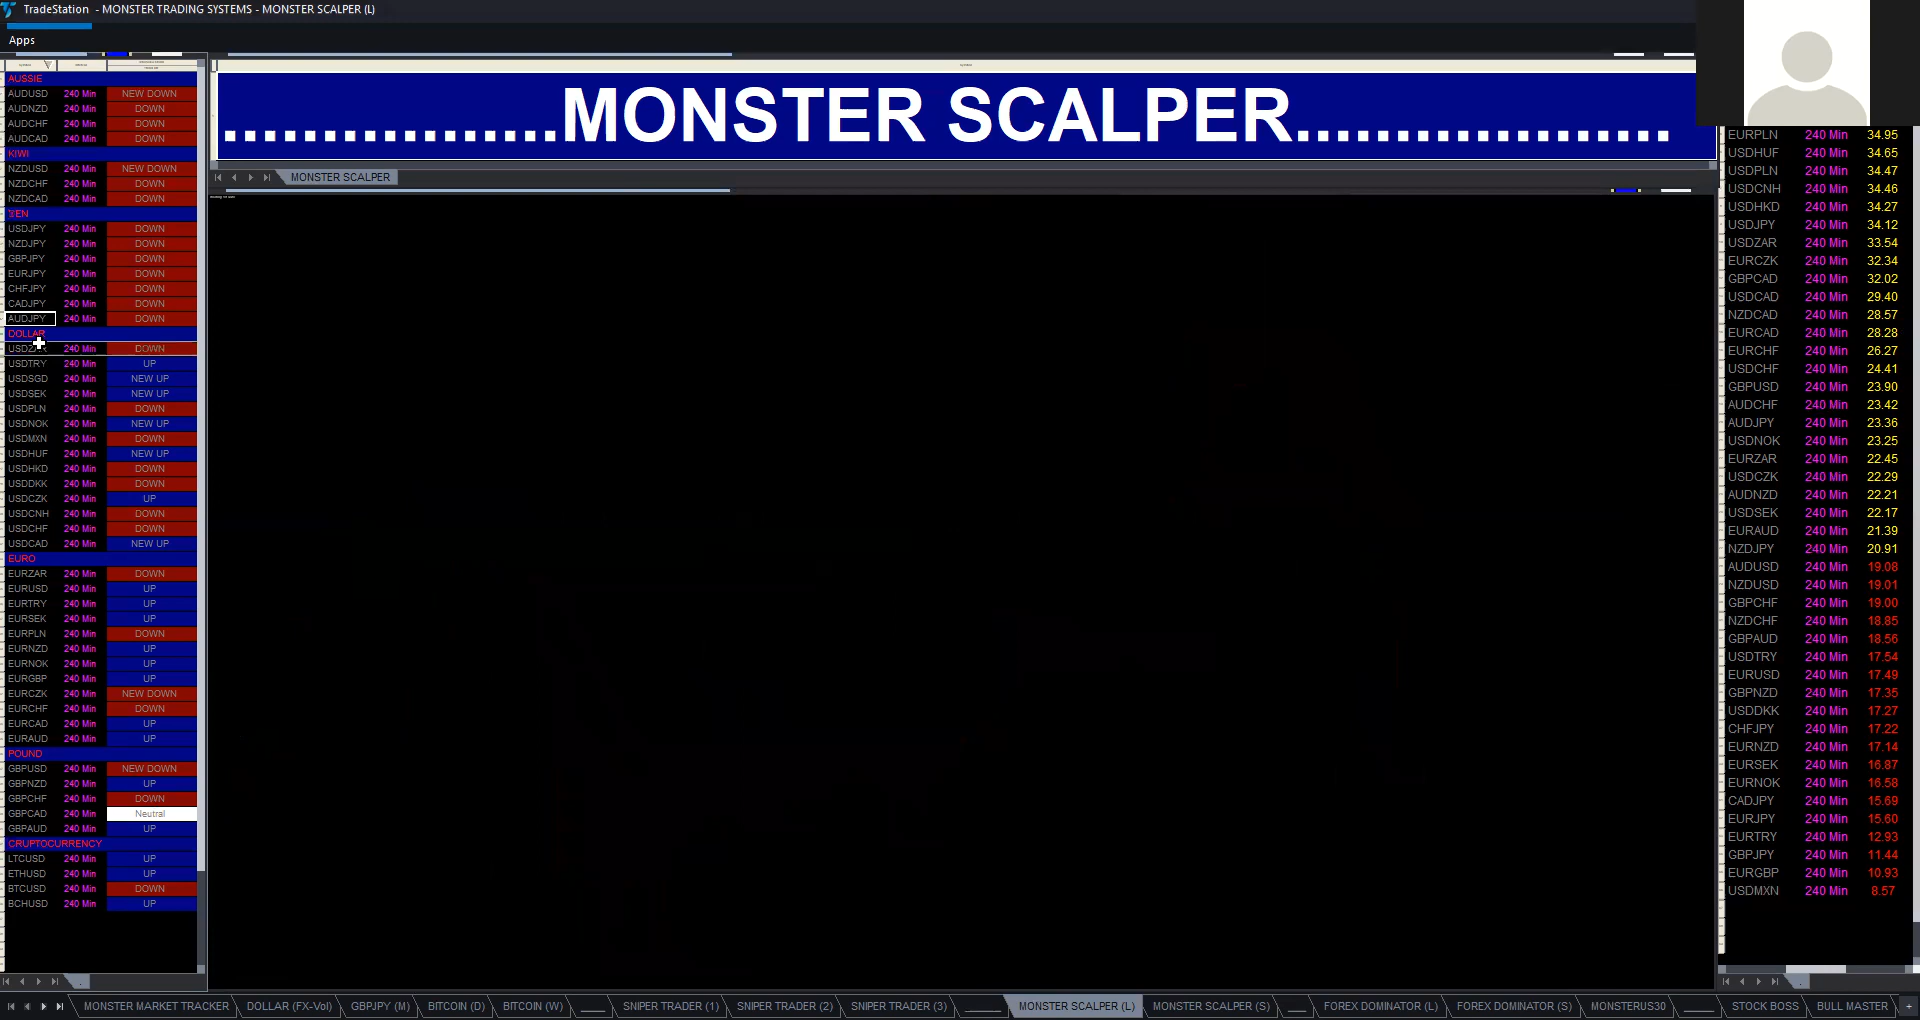 TradeStation - MONSTER TRADING SYSTEMS - MONSTER SCALPER (L)
Apps
AUSSIE
AUDUSD 240 Min NEW DOWN
AUDNZD 240 Min DOWN
AUDCHF 240 Min DOWN
AUDCAD 240 Min DOWN
KIWI
NZDUSD 240 Min NEW DOWN
NZDCHF 240 Min DOWN
NZDCAD 240 Min DOWN
YEN
USDJPY 240 Min DOWN
NZDJPY 240 Min DOWN
GBPJPY 240 Min DOWN
EURJPY 240 Min DOWN
CHFJPY 240 Min DOWN
CADJPY 240 Min DOWN
AUDJPY 240 Min DOWN
DOLLAR
240 Min DOWN
USDTRY 240 Min UP
USDSGD 240 Min NEW UP
USDSEK 240 Min NEW UP
USDPLN 240 Min DOWN
USDNOK 240 Min NEW UP
USDMXN 240 Min DOWN
USDHUF 240 Min NEW UP
USDHKD 240 Min DOWN
USDDKK 240 Min DOWN
USDCZK 240 Min UP
USDCNH 240 Min DOWN
USDCHF 240 Min DOWN
USDCAD 240 Min NEW UP
EURO
EURZAR 240 Min DOWN
EURUSD 240 Min UP
EURTRY 240 Min UP
EURSEK 240 Min UP
EURPLN 240 Min DOWN
EURNZD 240 Min UP
EURNOK 240 Min UP
EURGBP 240 Min UP
EURCZK 240 Min NEW DOWN
EURCHF 240 Min DOWN
EURCAD 240 Min UP
EURAUD 240 Min UP
POUND
GBPUSD 240 Min NEW DOWN
GBPNZD 240 Min UP
GBPCHF 240 Min DOWN
GBPCAD 240 Min Neutral
GBPAUD 240 Min UP
CRUPTOCURRENCY
LTCUSD 240 Min UP
ETHUSD 240 Min UP
BTCUSD 240 Min DOWN
BCHUSD 240 Min UP
.................MONSTER SCALPER...................
MONSTER SCALPER
EURPLN 240 Min 34.95
USDHUF 240 Min 34.65
USDPLN 240 Min 34.47
USDCNH 240 Min 34.46
USDHKD 240 Min 34.27
USDJPY 240 Min 34.12
USDZAR 240 Min 33.54
EURCZK 240 Min 32.34
GBPCAD 240 Min 32.02
USDCAD 240 Min 29.40
NZDCAD 240 Min 28.57
EURCAD 240 Min 28.28
EURCHF 240 Min 26.27
USDCHF 240 Min 24.41
GBPUSD 240 Min 23.90
AUDCHF 240 Min 23.42
AUDJPY 240 Min 23.36
USDNOK 240 Min 23.25
EURZAR 240 Min 22.45
USDCZK 240 Min 22.29
AUDNZD 240 Min 22.21
USDSEK 240 Min 22.17
EURAUD 240 Min 21.39
NZDJPY 240 Min 20.91
AUDUSD 240 Min 19.08
NZDUSD 240 Min 19.01
GBPCHF 240 Min 19.00
NZDCHF 240 Min 18.85
GBPAUD 240 Min 18.56
USDTRY 240 Min 17.54
EURUSD 240 Min 17.49
GBPNZD 240 Min 17.35
USDDKK 240 Min 17.27
CHFJPY 240 Min 17.22
EURNZD 240 Min 17.14
EURSEK 240 Min 16.87
EURNOK 240 Min 16.58
CADJPY 240 Min 15.69
EURJPY 240 Min 15.60
EURTRY 240 Min 12.93
GBPJPY 240 Min 11.44
EURGBP 240 Min 10.93
USDMXN 240 Min 8.57
MONSTER MARKET TRACKER DOLLAR (FX-Vol) GBPJPY (M) BITCOIN (D) BITCOIN (W) ____ SNIPER TRADER (1) SNIPER TRADER (2) SNIPER TRADER (3) ______ MONSTER SCALPER (L) MONSTER SCALPER (S) ___ FOREX DOMINATOR (L) FOREX DOMINATOR (S) MONSTERUS30 _____ STOCK BOSS BULL MASTER +